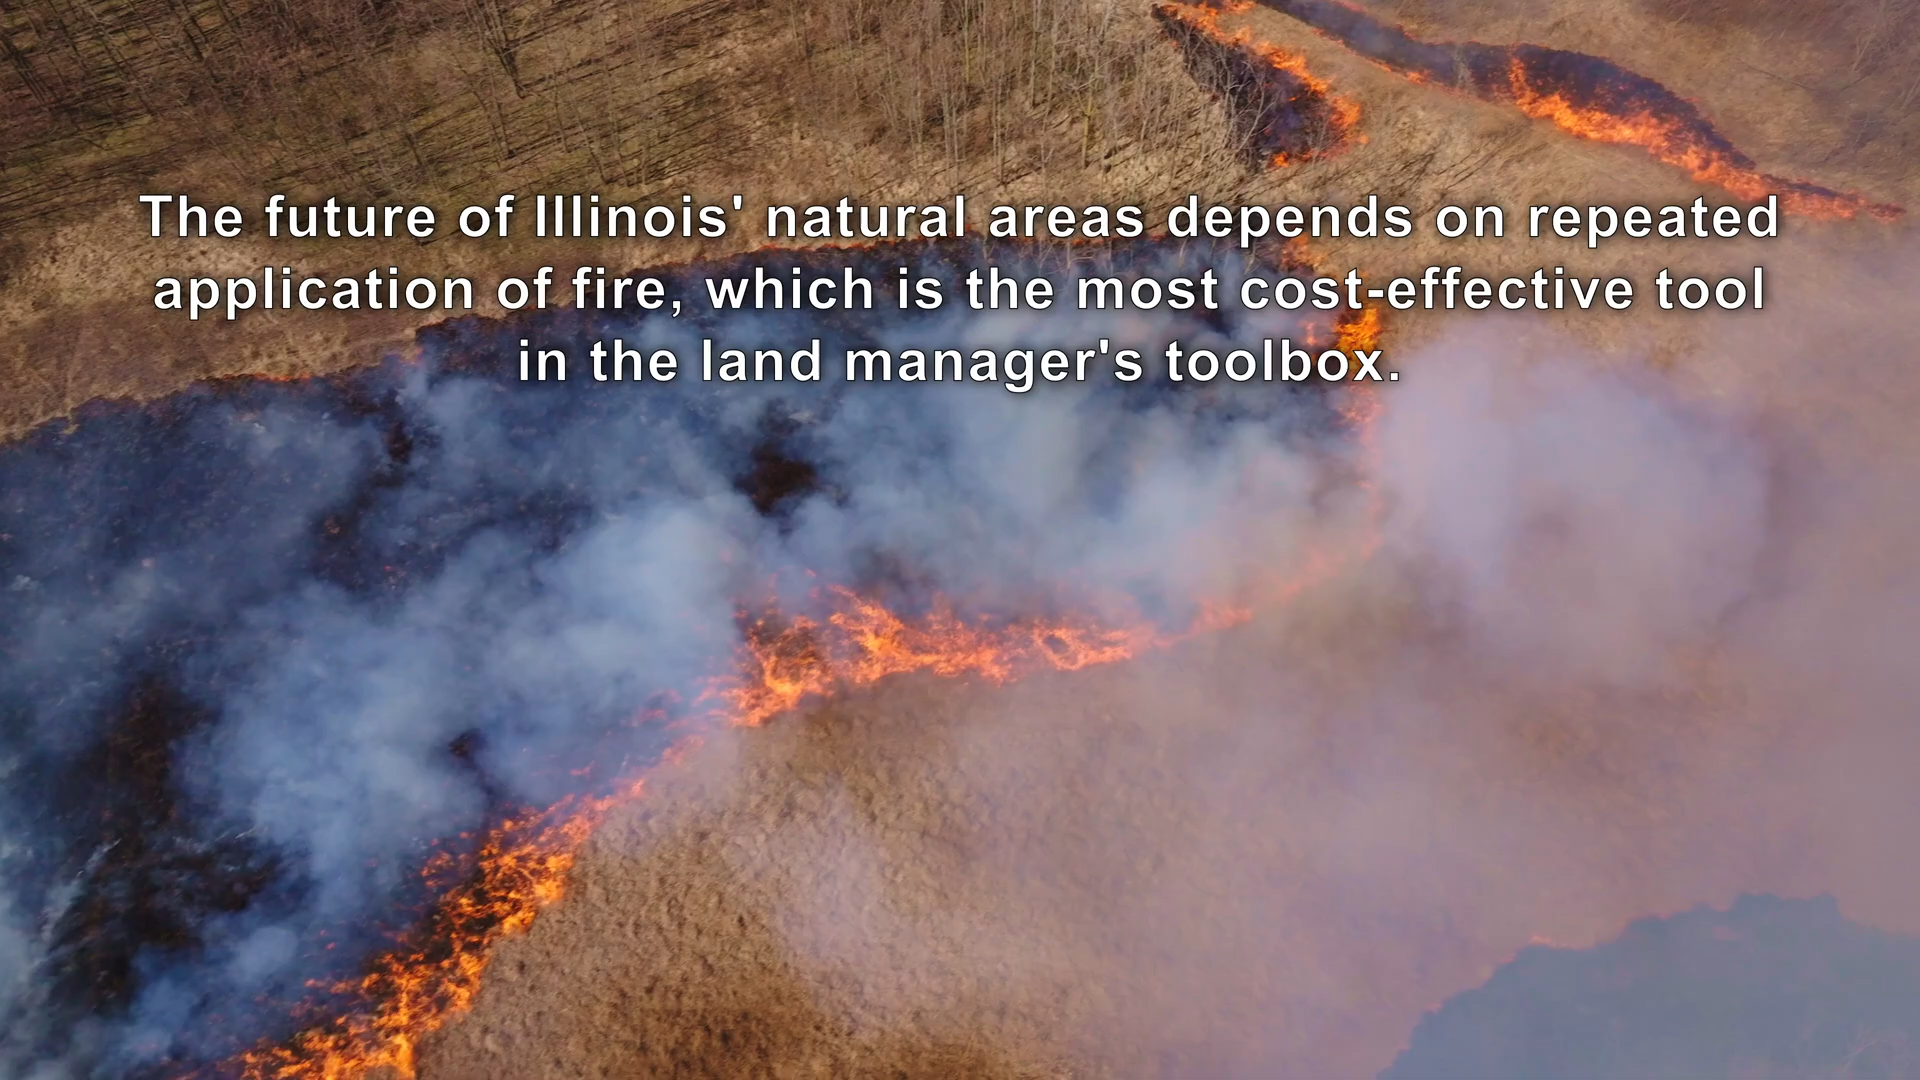 The future of Illinois' natural areas depends on repeated
application of fire, which is the most cost-effective tool
in the land manager's toolbox.